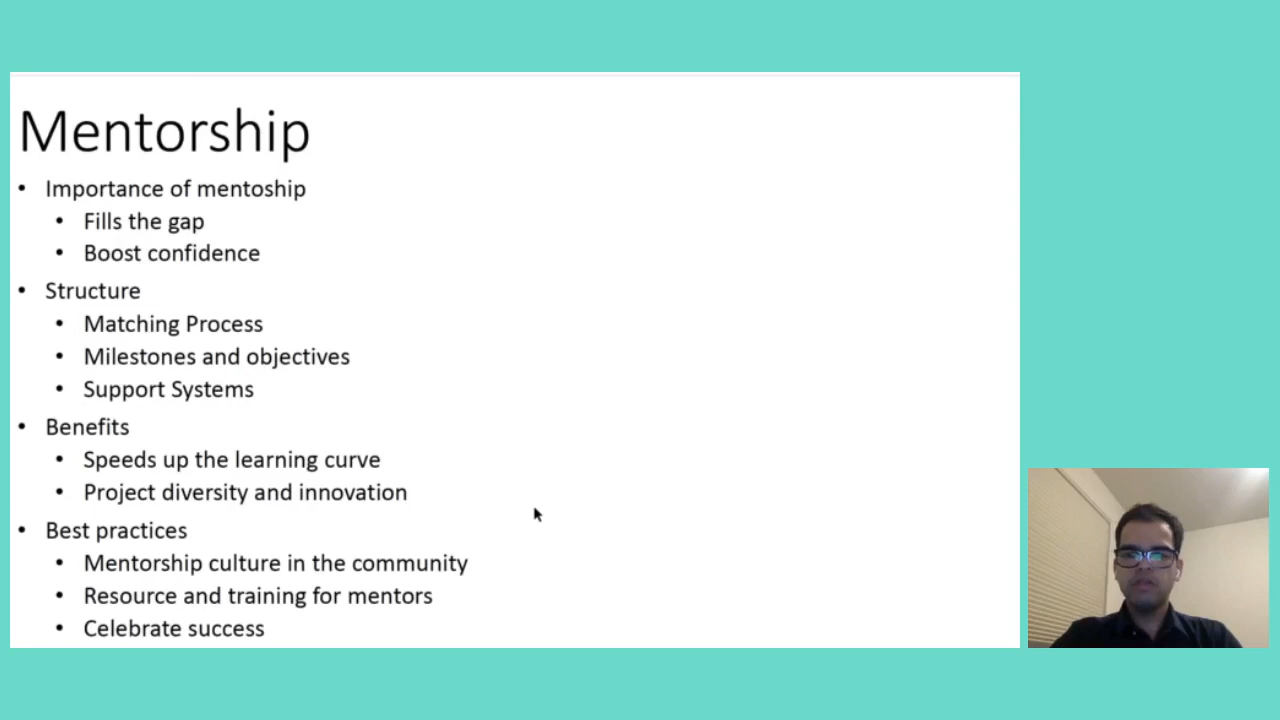 Mentorship
• Importance of mentoship
• Fills the gap
• Boost confidence
• Structure
• Matching Process
• Milestones and objectives
• Support Systems
• Benefits
• Speeds up the learning curve
• Project diversity and innovation
• Best practices
• Mentorship culture in the community
• Resource and training for mentors
• Celebrate success